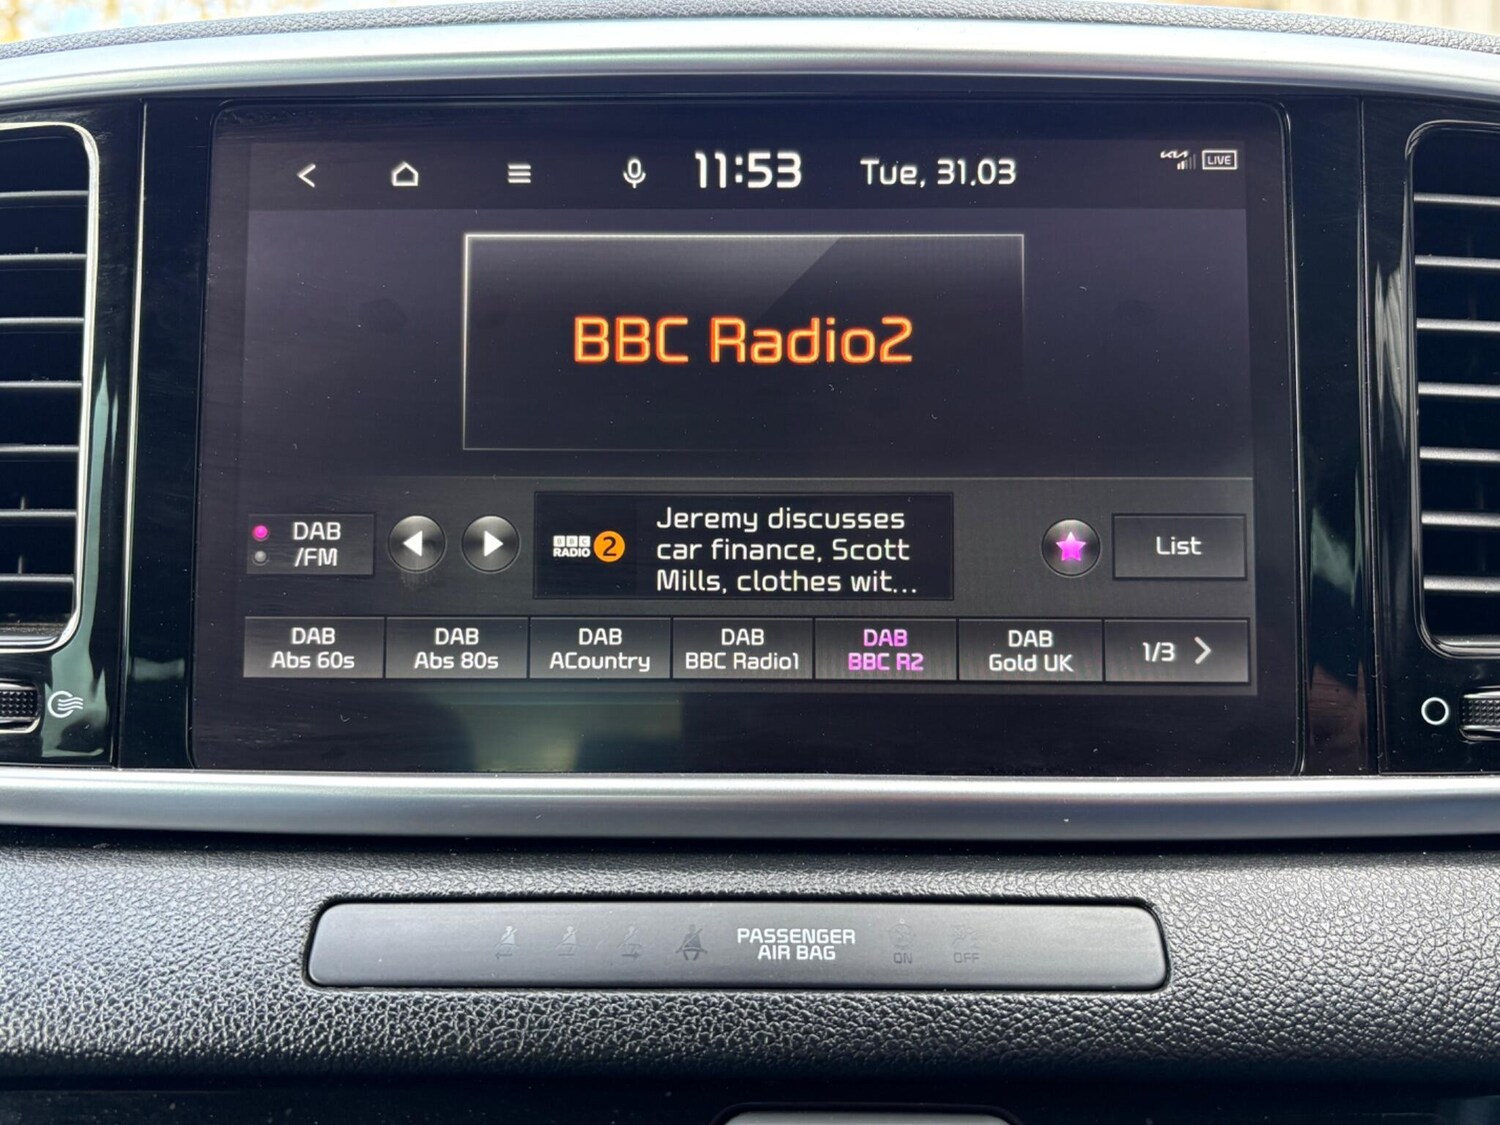 11:53 Tue, 31.03 KIA LIVE
BBC Radio2
DAB
/FM
BBC
RADIO 2
Jeremy discusses
car finance, Scott
Mills, clothes wit...
List
DAB
Abs 60s
DAB
Abs 80s
DAB
ACountry
DAB
BBC Radio1
DAB
BBC R2
DAB
Gold UK
1/3
PASSENGER
AIR BAG
ON
OFF